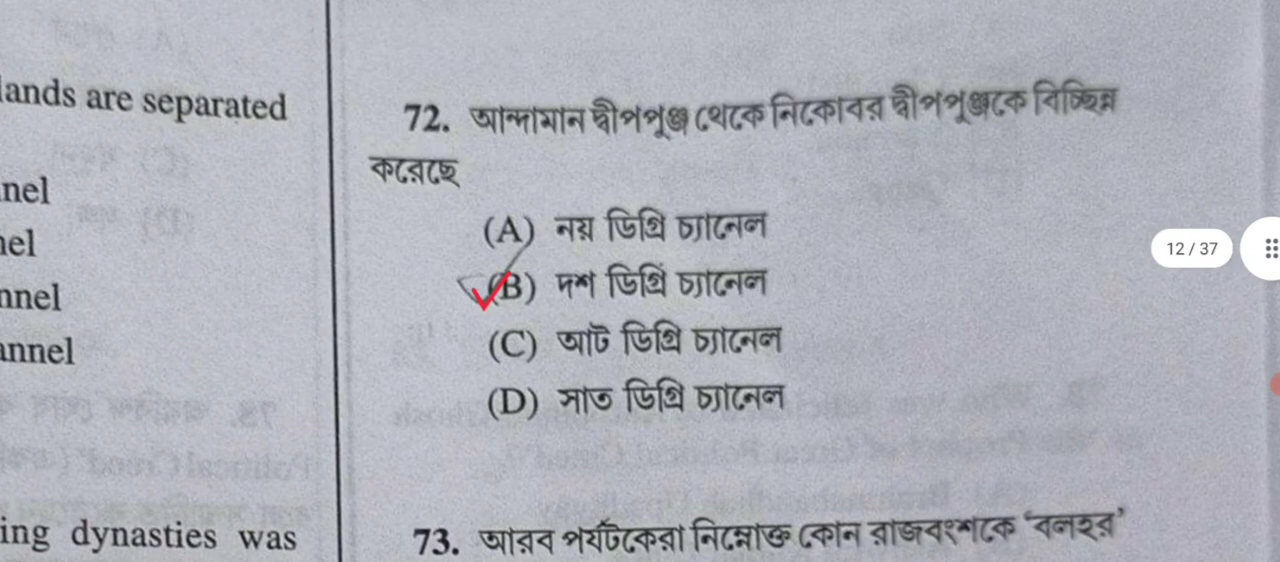 lands are separated
nel
nel
nnel
annel
ing dynasties was
72. আন্দামান দ্বীপপুঞ্জ থেকে নিকোবর দ্বীপপুঞ্জকে বিচ্ছিন্ন
করেছে
(A) নয় ডিগ্রি চ্যানেল
(B) দশ ডিগ্রি চ্যানেল
(C) আট ডিগ্রি চ্যানেল
(D) সাত ডিগ্রি চ্যানেল
73. আরব পর্যটকেরা নিম্নোক্ত কোন রাজবংশকে ‘বলহর’
12 / 37